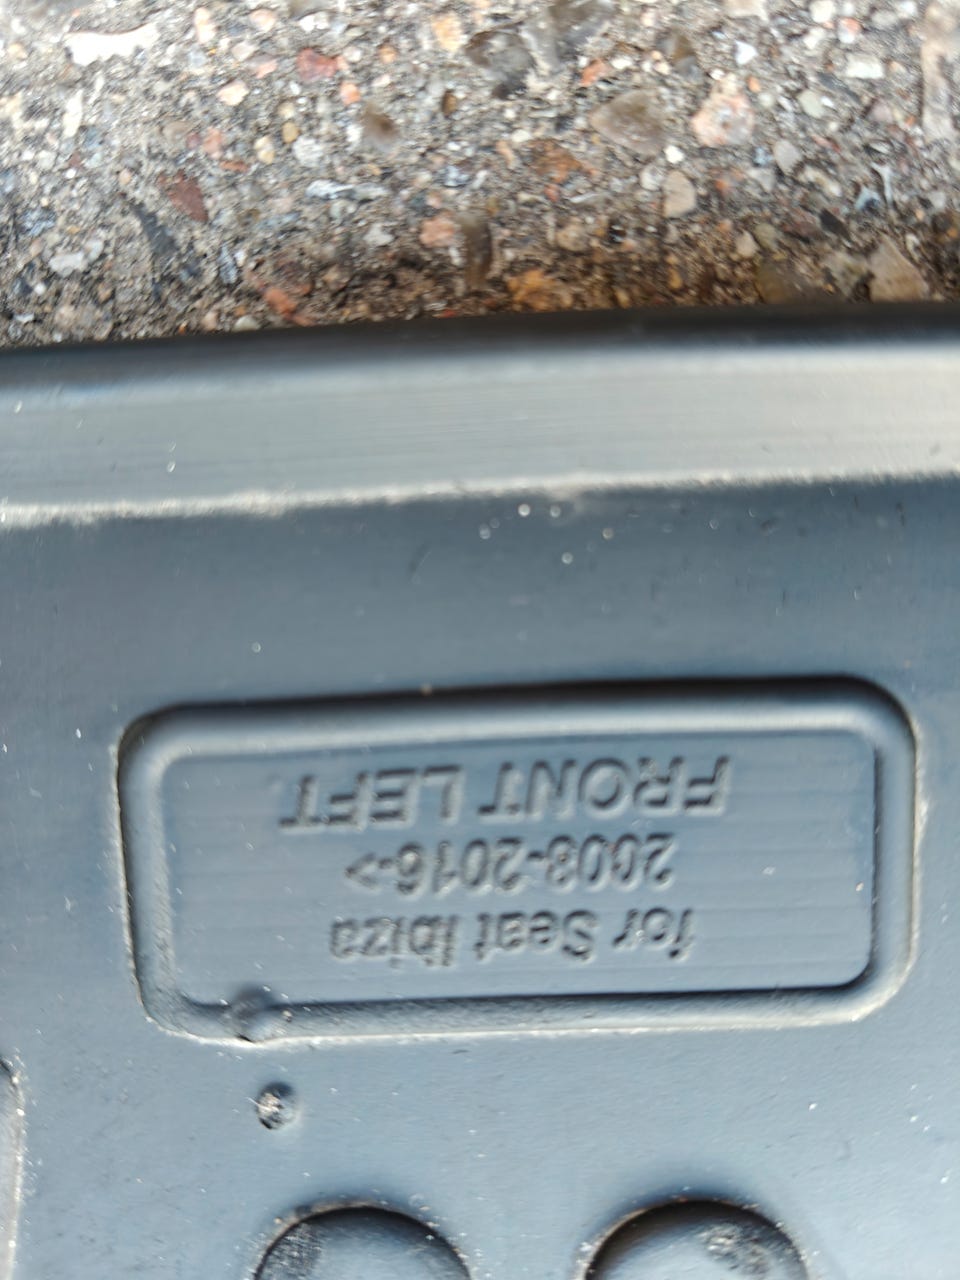 for Seat Ibiza
2008-2016->
FRONT LEFT